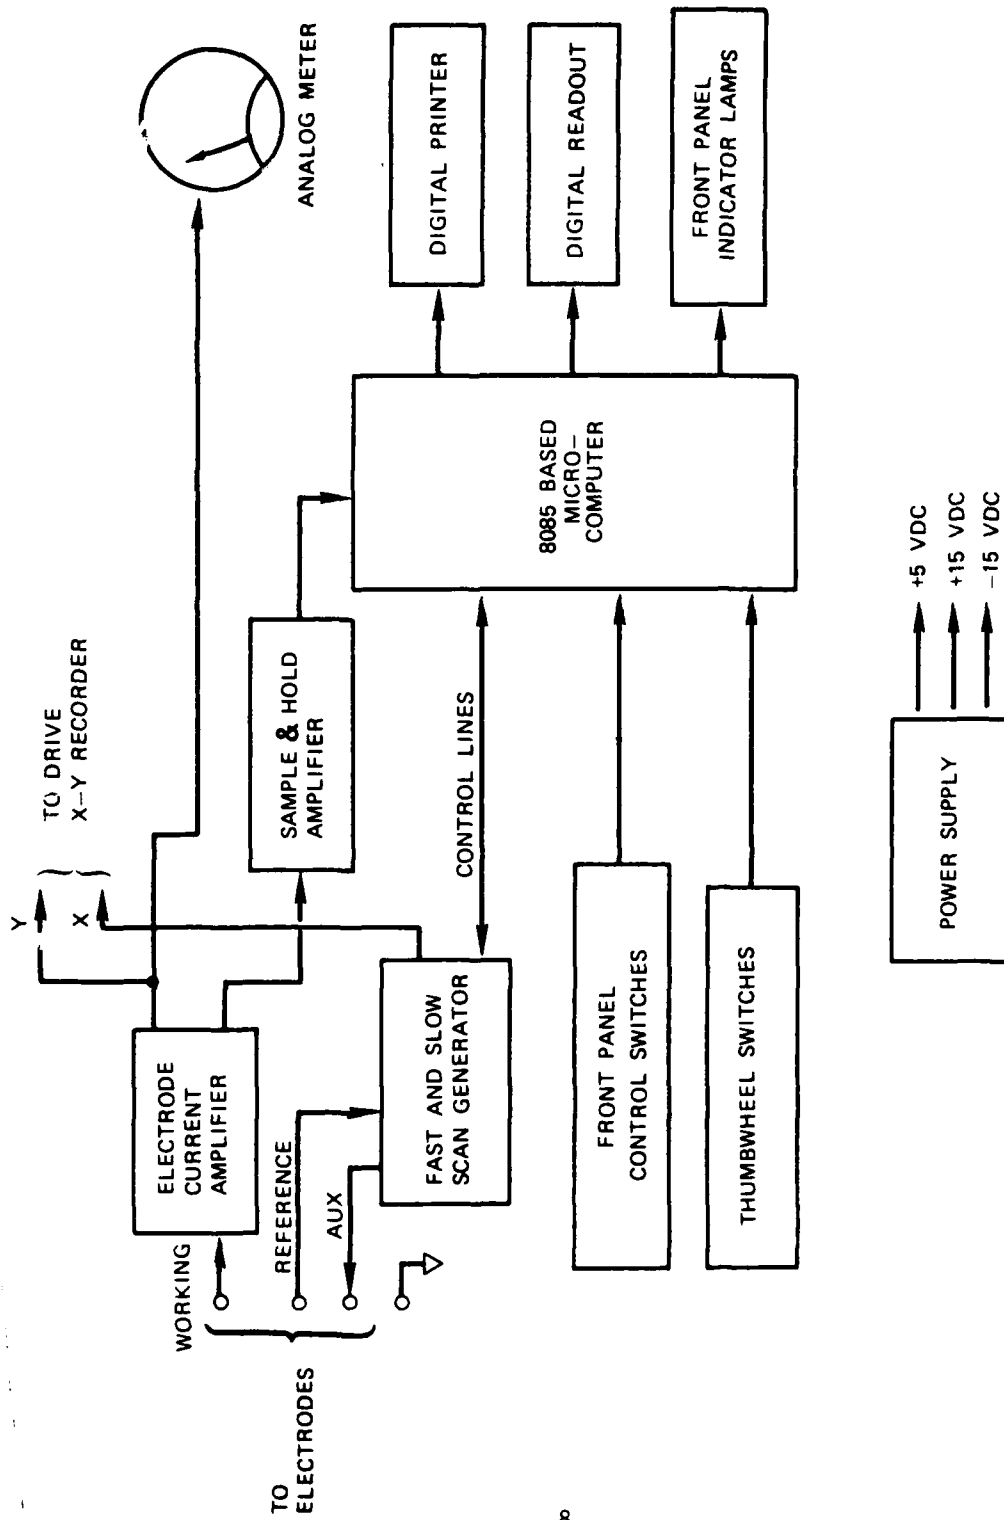 Y
X
TO DRIVE
X-Y RECORDER
ANALOG METER
ELECTRODE
CURRENT
AMPLIFIER
WORKING
REFERENCE
AUX
TO
ELECTRODES
FAST AND SLOW
SCAN GENERATOR
SAMPLE & HOLD
AMPLIFIER
CONTROL LINES
8085 BASED
MICRO-
COMPUTER
DIGITAL PRINTER
DIGITAL READOUT
FRONT PANEL
INDICATOR LAMPS
FRONT PANEL
CONTROL SWITCHES
THUMBWHEEL SWITCHES
POWER SUPPLY
+5 VDC
+15 VDC
-15 VDC
8